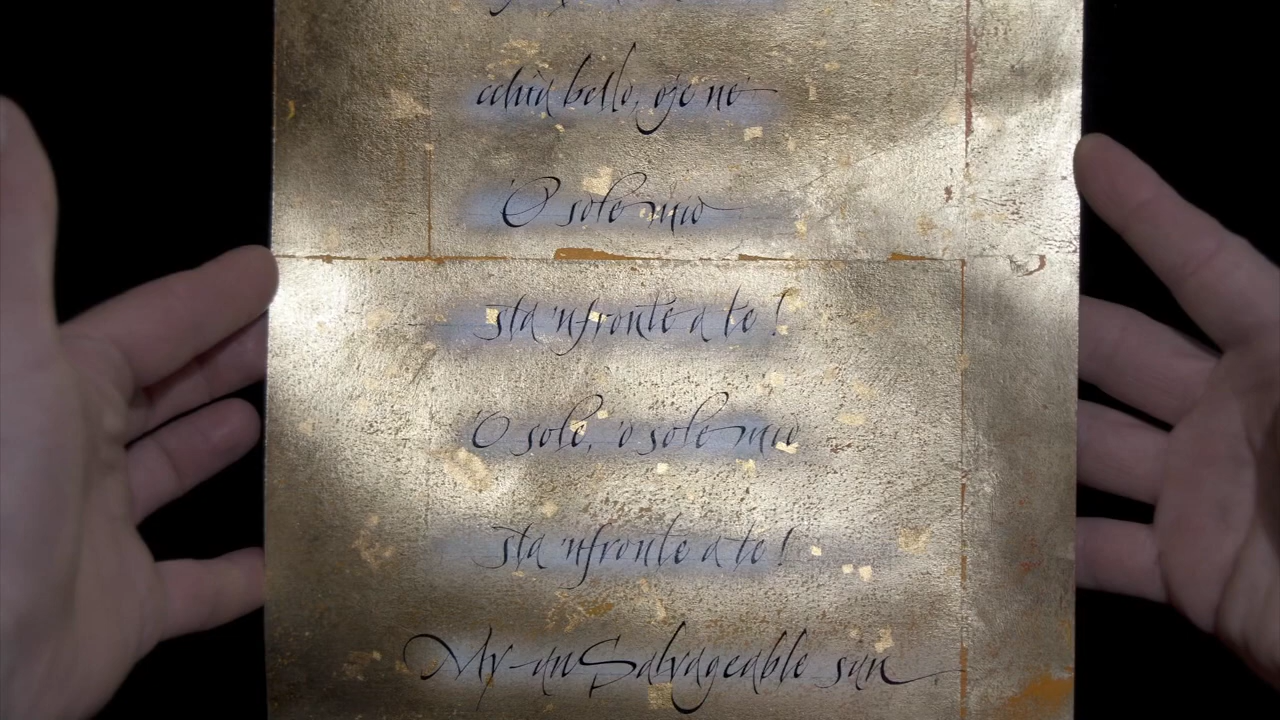 cchiù bello, oje ne'
'O sole mio
sta 'nfronte a te!
'O sole, 'o sole mio
sta 'nfronte a te!
My unSalvageable sun